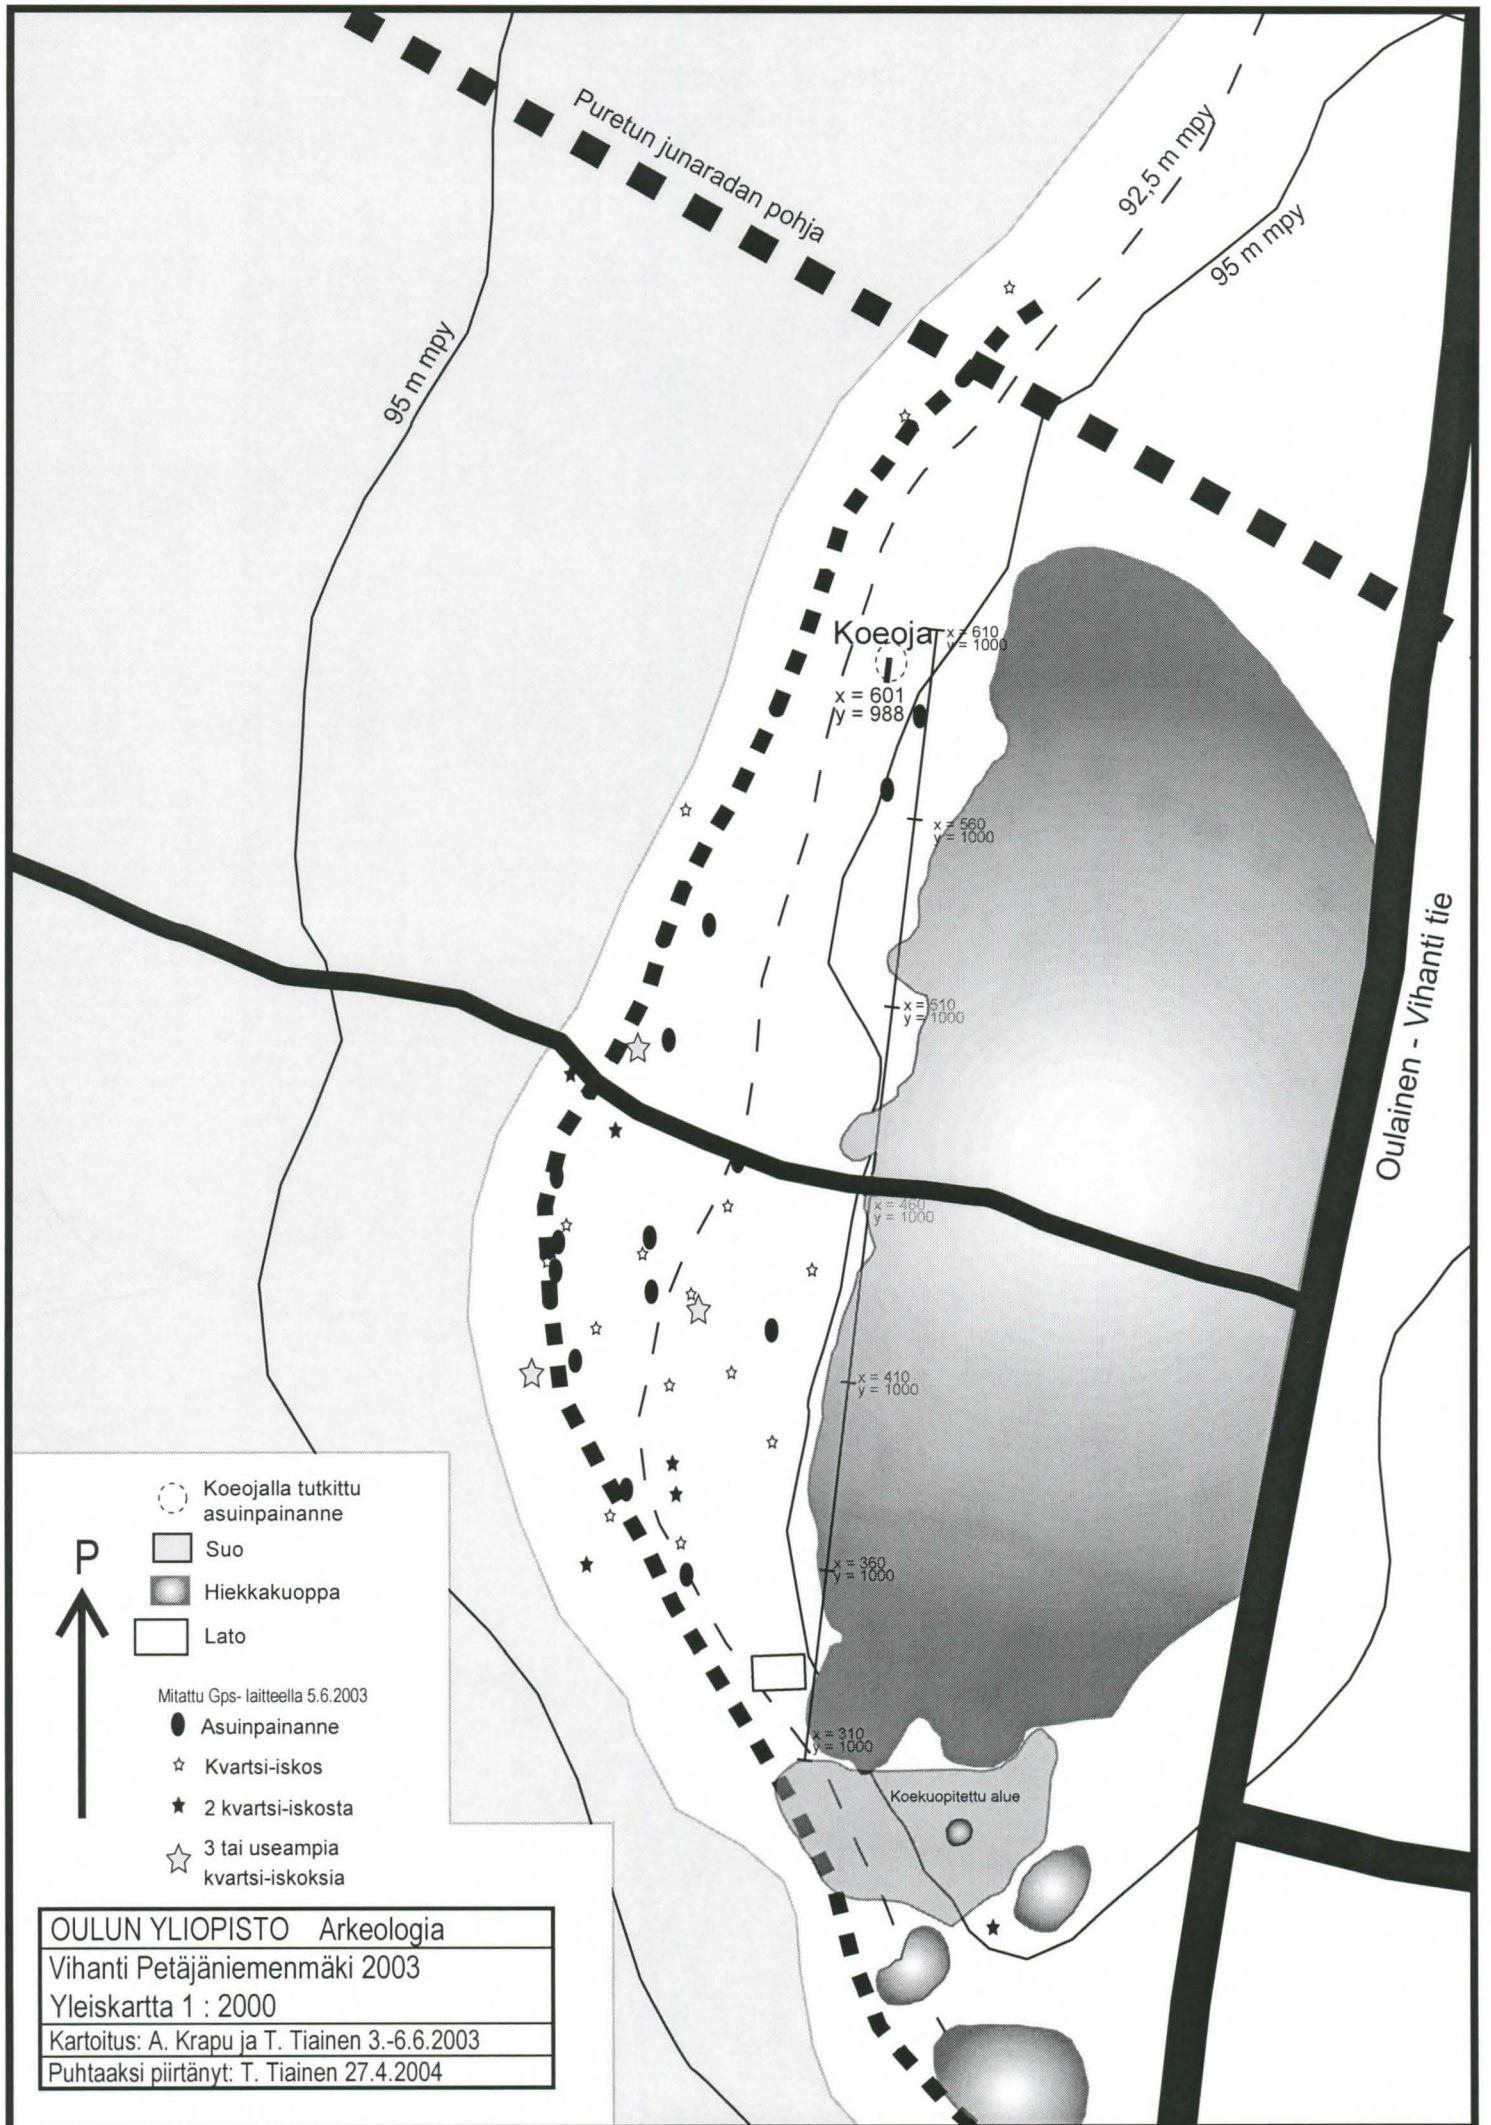 Puretun junaradan pohja
92,5 m mpy
95 m mpy
95 m mpy
Koeoja
x = 610
y = 1000
x = 601
y = 988
x = 560
y = 1000
x = 510
y = 1000
Oulainen - Vihanti tie
x = 460
y = 1000
x = 410
y = 1000
x = 360
y = 1000
x = 310
y = 1000
Koekuopitettu alue
P
Koeojalla tutkittu
asuinpainanne
Suo
Hiekkakuoppa
Lato
Mitattu Gps- laitteella 5.6.2003
Asuinpainanne
Kvartsi-iskos
2 kvartsi-iskosta
3 tai useampia
kvartsi-iskoksia
OULUN YLIOPISTO Arkeologia
Vihanti Petäjäniemenmäki 2003
Yleiskartta 1 : 2000
Kartoitus: A. Krapu ja T. Tiainen 3.-6.6.2003
Puhtaaksi piirtänyt: T. Tiainen 27.4.2004